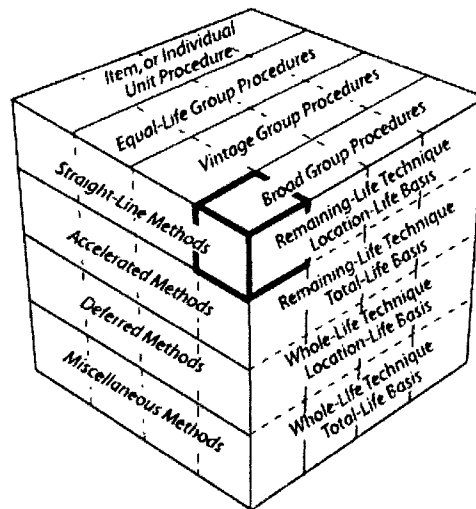 Item, or Individual
Unit Procedure
Equal-Life Group Procedures
Vintage Group Procedures
Broad Group Procedures
Straight-Line Methods
Accelerated Methods
Deferred Methods
Miscellaneous Methods
Remaining-Life Technique
Location-Life Basis
Remaining-Life Technique
Total-Life Basis
Whole-Life Technique
Location-Life Basis
Whole-Life Technique
Total-Life Basis